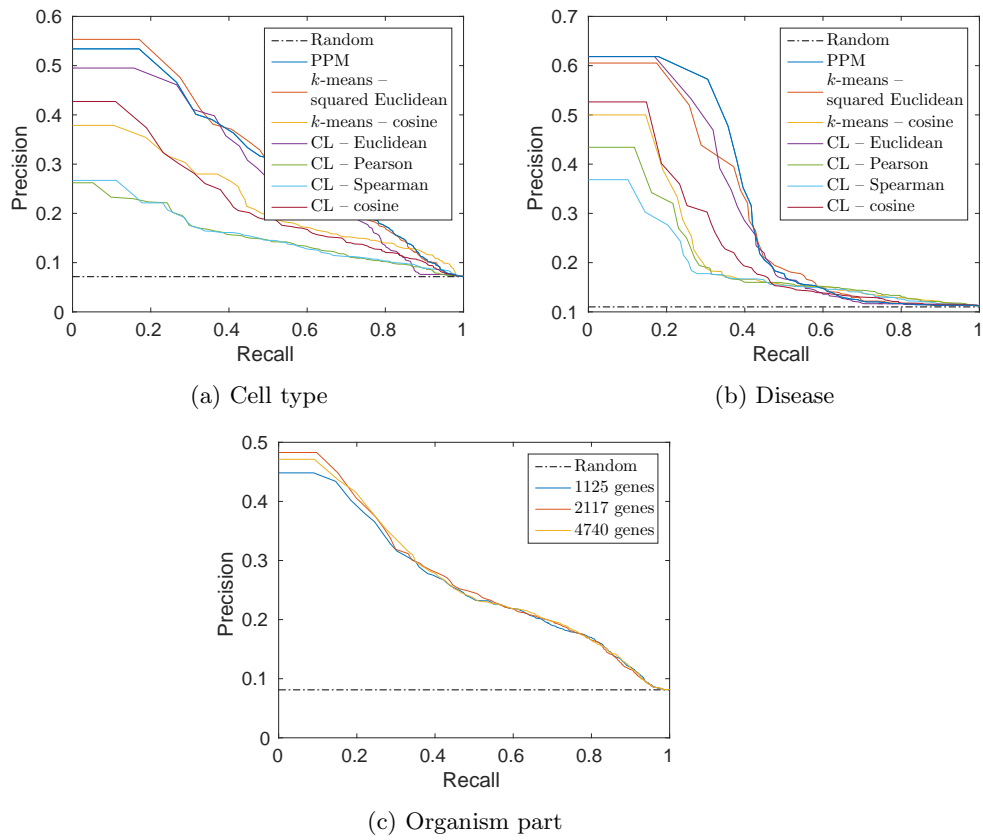 0.6
0.5
0.4
0.3
0.2
0.1
0
Precision
0 0.2 0.4 0.6 0.8 1
Recall
Random
PPM
k-means –
squared Euclidean
k-means – cosine
CL – Euclidean
CL – Pearson
CL – Spearman
CL – cosine
(a) Cell type
0.7
0.6
0.5
0.4
0.3
0.2
0.1
Precision
0 0.2 0.4 0.6 0.8 1
Recall
Random
PPM
k-means –
squared Euclidean
k-means – cosine
CL – Euclidean
CL – Pearson
CL – Spearman
CL – cosine
(b) Disease
0.5
0.4
0.3
0.2
0.1
0
Precision
0 0.2 0.4 0.6 0.8 1
Recall
Random
1125 genes
2117 genes
4740 genes
(c) Organism part